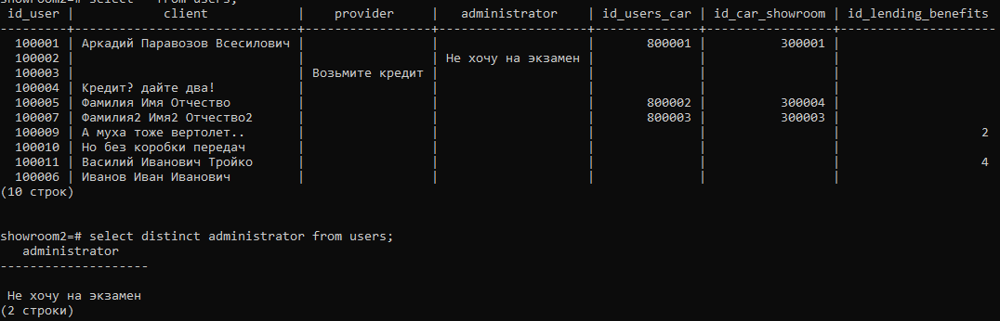 showroom2=# select   from users;
 id_user |            client             |    provider     |   administrator    | id_users_car | id_car_showroom | id_lending_benefits
---------+-------------------------------+-----------------+--------------------+--------------+-----------------+---------------------
  100001 | Аркадий Паравозов Всесилович |                 |                    |       800001 |          300001 |
  100002 |                               |                 | Не хочу на экзамен |              |                 |
  100003 |                               | Возьмите кредит |                    |              |                 |
  100004 | Кредит? дайте два!            |                 |                    |              |                 |
  100005 | Фамилия Имя Отчество          |                 |                    |       800002 |          300004 |
  100007 | Фамилия2 Имя2 Отчество2       |                 |                    |       800003 |          300003 |
  100009 | А муха тоже вертолет..        |                 |                    |              |                 |                   2
  100010 | Но без коробки передач        |                 |                    |              |                 |
  100011 | Василий Иванович Тройко       |                 |                    |              |                 |                   4
  100006 | Иванов Иван Иванович          |                 |                    |              |                 |
(10 строк)
showroom2=# select distinct administrator from users;
   administrator
--------------------
 Не хочу на экзамен
(2 строки)